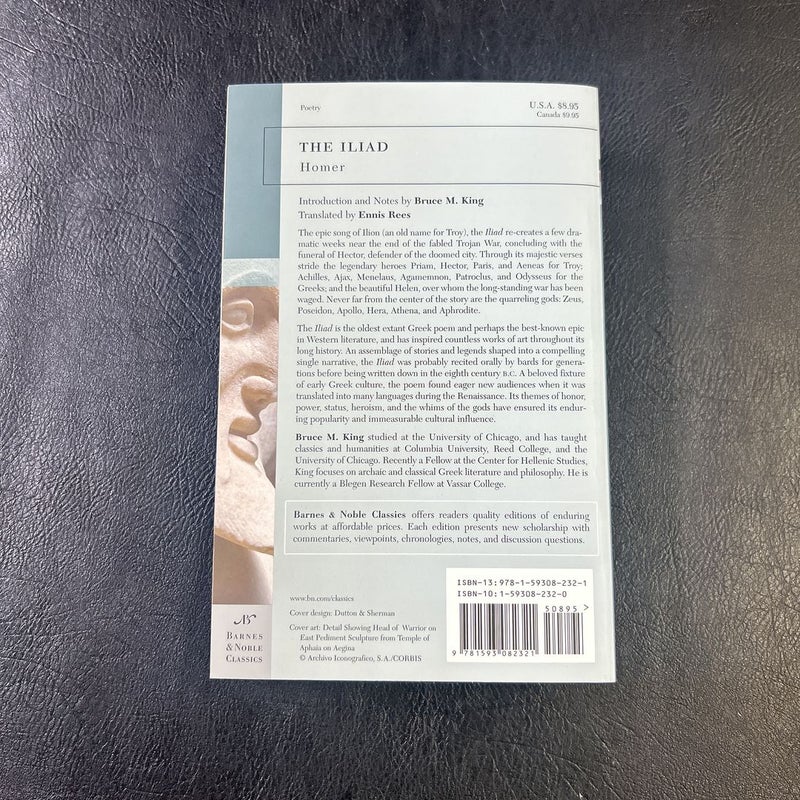 Poetry
U.S.A. $8.95
Canada $9.95
THE ILIAD
Homer
Introduction and Notes by Bruce M. King
Translated by Ennis Rees
The epic song of Ilion (an old name for Troy), the Iliad re-creates a few dra-
matic weeks near the end of the fabled Trojan War, concluding with the
funeral of Hector, defender of the doomed city. Through its majestic verses
stride the legendary heroes Priam, Hector, Paris, and Aeneas for Troy;
Achilles, Ajax, Menelaus, Agamemnon, Patroclus, and Odysseus for the
Greeks; and the beautiful Helen, over whom the long-standing war has been
waged. Never far from the center of the story are the quarreling gods: Zeus,
Poseidon, Apollo, Hera, Athena, and Aphrodite.
The Iliad is the oldest extant Greek poem and perhaps the best-known epic
in Western literature, and has inspired countless works of art throughout its
long history. An assemblage of stories and legends shaped into a compelling
single narrative, the Iliad was probably recited orally by bards for genera-
tions before being written down in the eighth century B.C. A beloved fixture
of early Greek culture, the poem found eager new audiences when it was
translated into many languages during the Renaissance. Its themes of honor,
power, status, heroism, and the whims of the gods have ensured its endur-
ing popularity and immeasurable cultural influence.
Bruce M. King studied at the University of Chicago, and has taught
classics and humanities at Columbia University, Reed College, and the
University of Chicago. Recently a Fellow at the Center for Hellenic Studies,
King focuses on archaic and classical Greek literature and philosophy. He is
currently a Blegen Research Fellow at Vassar College.
Barnes & Noble Classics offers readers quality editions of enduring
works at affordable prices. Each edition presents new scholarship with
commentaries, viewpoints, chronologies, notes, and discussion questions.
www.bn.com/classics
Cover design: Dutton & Sherman
Cover art: Detail Showing Head of Warrior on
East Pediment Sculpture from Temple of
Aphaia on Aegina
© Archivo Iconografico, S.A./CORBIS
BARNES
& NOBLE
CLASSICS
ISBN-13: 978-1-59308-232-1
ISBN-10: 1-59308-232-0
50895 >
9 781593 082321